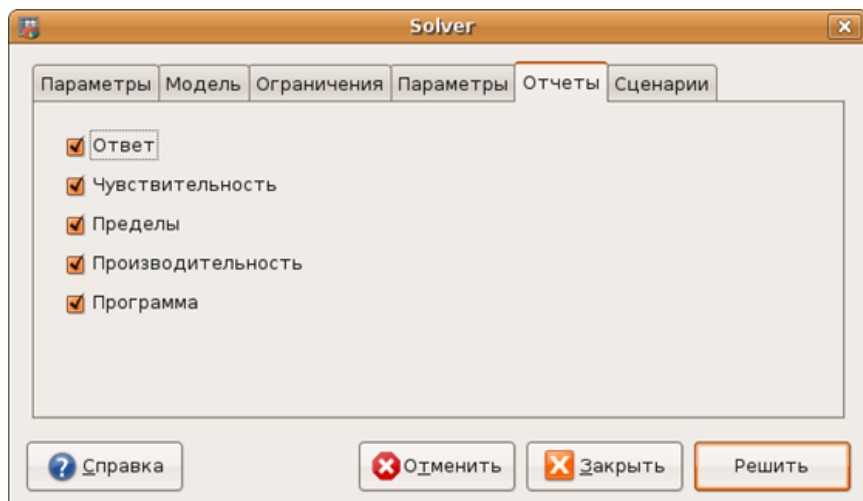 Solver
Параметры Модель Ограничения Параметры Отчеты Сценарии
Ответ
Чувствительность
Пределы
Производительность
Программа
Справка Отменить Закрыть Решить